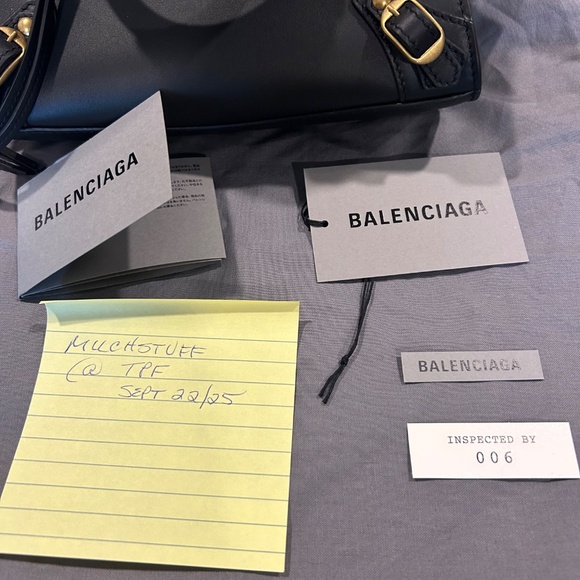 BALENCIAGA
BALENCIAGA
MILCHSTUFF
@ TPF
SEPT 22/25
BALENCIAGA
INSPECTED BY
006